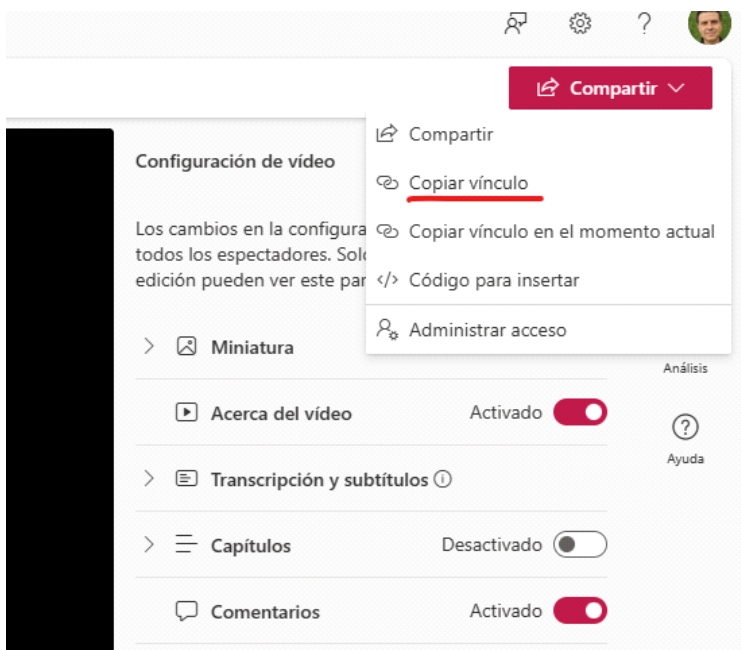 ?
Compartir
Compartir
Configuración de vídeo
Copiar vínculo
Los cambios en la configura
Copiar vínculo en el momento actual
todos los espectadores. Solo
edición pueden ver este par
</> Código para insertar
Administrar acceso
Miniatura
Análisis
Acerca del vídeo Activado
?
Ayuda
Transcripción y subtítulos
Capítulos Desactivado
Comentarios Activado